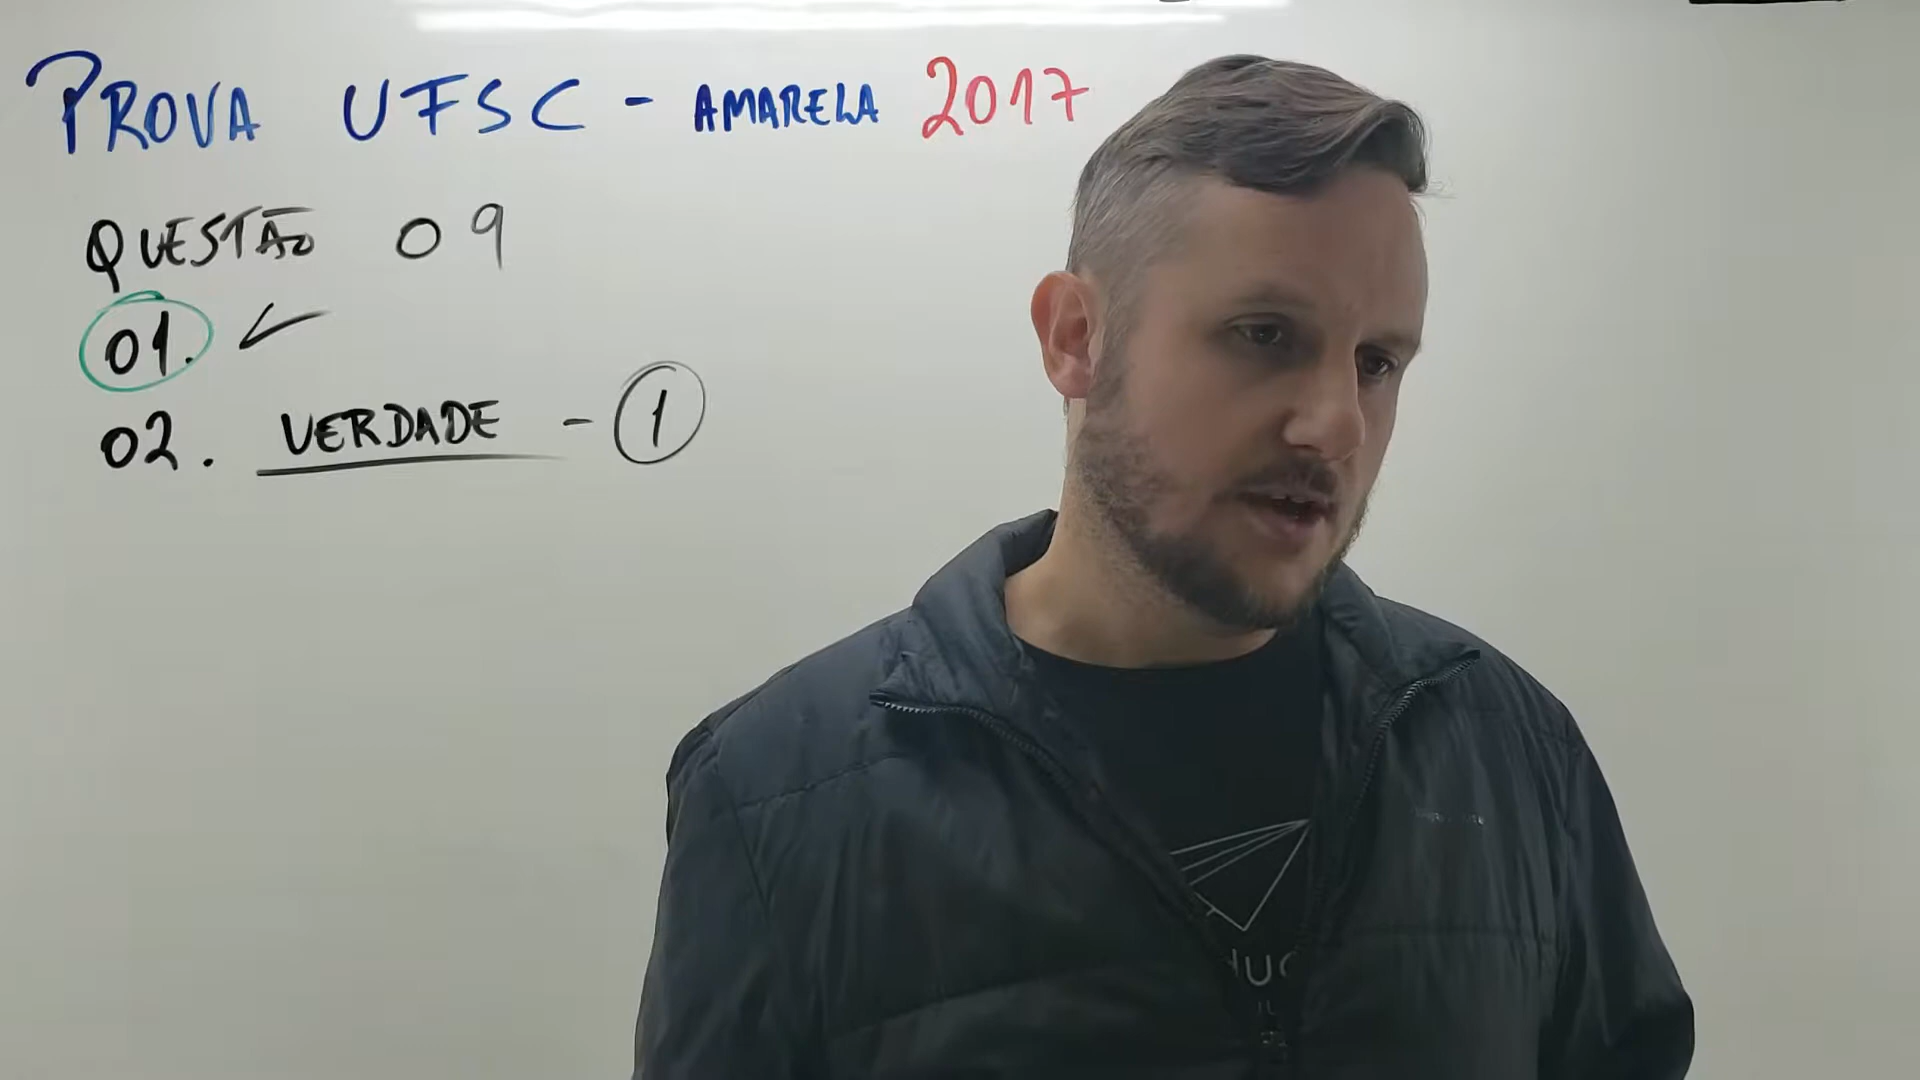 PROVA UFSC - AMARELA 2017
QUESTÃO 09
01.
02. VERDADE - 1